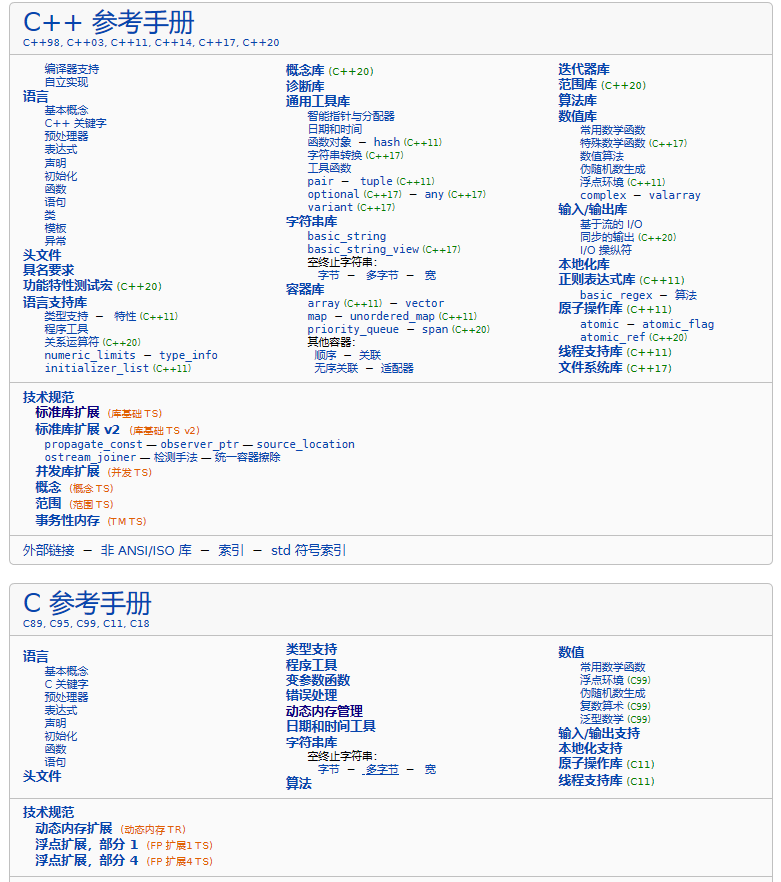 C++ 参考手册
C++98, C++03, C++11, C++14, C++17, C++20
编译器支持
自立实现
语言
基本概念
C++ 关键字
预处理器
表达式
声明
初始化
函数
语句
类
模板
异常
头文件
具名要求
功能特性测试宏 (C++20)
语言支持库
类型支持 − 特性 (C++11)
程序工具
关系运算符 (C++20)
numeric_limits − type_info
initializer_list (C++11)
概念库 (C++20)
诊断库
通用工具库
智能指针与分配器
日期和时间
函数对象 − hash (C++11)
字符串转换 (C++17)
工具函数
pair − tuple (C++11)
optional (C++17) − any (C++17)
variant (C++17)
字符串库
basic_string
basic_string_view (C++17)
空终止字符串：
字节 − 多字节 − 宽
容器库
array (C++11) − vector
map − unordered_map (C++11)
priority_queue − span (C++20)
其他容器：
顺序 − 关联
无序关联 − 适配器
迭代器库
范围库 (C++20)
算法库
数值库
常用数学函数
特殊数学函数 (C++17)
数值算法
伪随机数生成
浮点环境 (C++11)
complex − valarray
输入/输出库
基于流的 I/O
同步的输出 (C++20)
I/O 操纵符
本地化库
正则表达式库 (C++11)
basic_regex − 算法
原子操作库 (C++11)
atomic − atomic_flag
atomic_ref (C++20)
线程支持库 (C++11)
文件系统库 (C++17)
技术规范
标准库扩展 (库基础 TS)
标准库扩展 v2 (库基础 TS v2)
propagate_const — observer_ptr — source_location
ostream_joiner — 检测手法 — 统一容器擦除
并发库扩展 (并发 TS)
概念 (概念 TS)
范围 (范围 TS)
事务性内存 (TM TS)
外部链接 − 非 ANSI/ISO 库 − 索引 − std 符号索引
C 参考手册
C89, C95, C99, C11, C18
语言
基本概念
C 关键字
预处理器
表达式
声明
初始化
函数
语句
头文件
类型支持
程序工具
变参数函数
错误处理
动态内存管理
日期和时间工具
字符串库
空终止字符串：
字节 − 多字节 − 宽
算法
数值
常用数学函数
浮点环境 (C99)
伪随机数生成
复数算术 (C99)
泛型数学 (C99)
输入/输出支持
本地化支持
原子操作库 (C11)
线程支持库 (C11)
技术规范
动态内存扩展 (动态内存 TR)
浮点扩展，部分 1 (FP 扩展1 TS)
浮点扩展，部分 4 (FP 扩展4 TS)